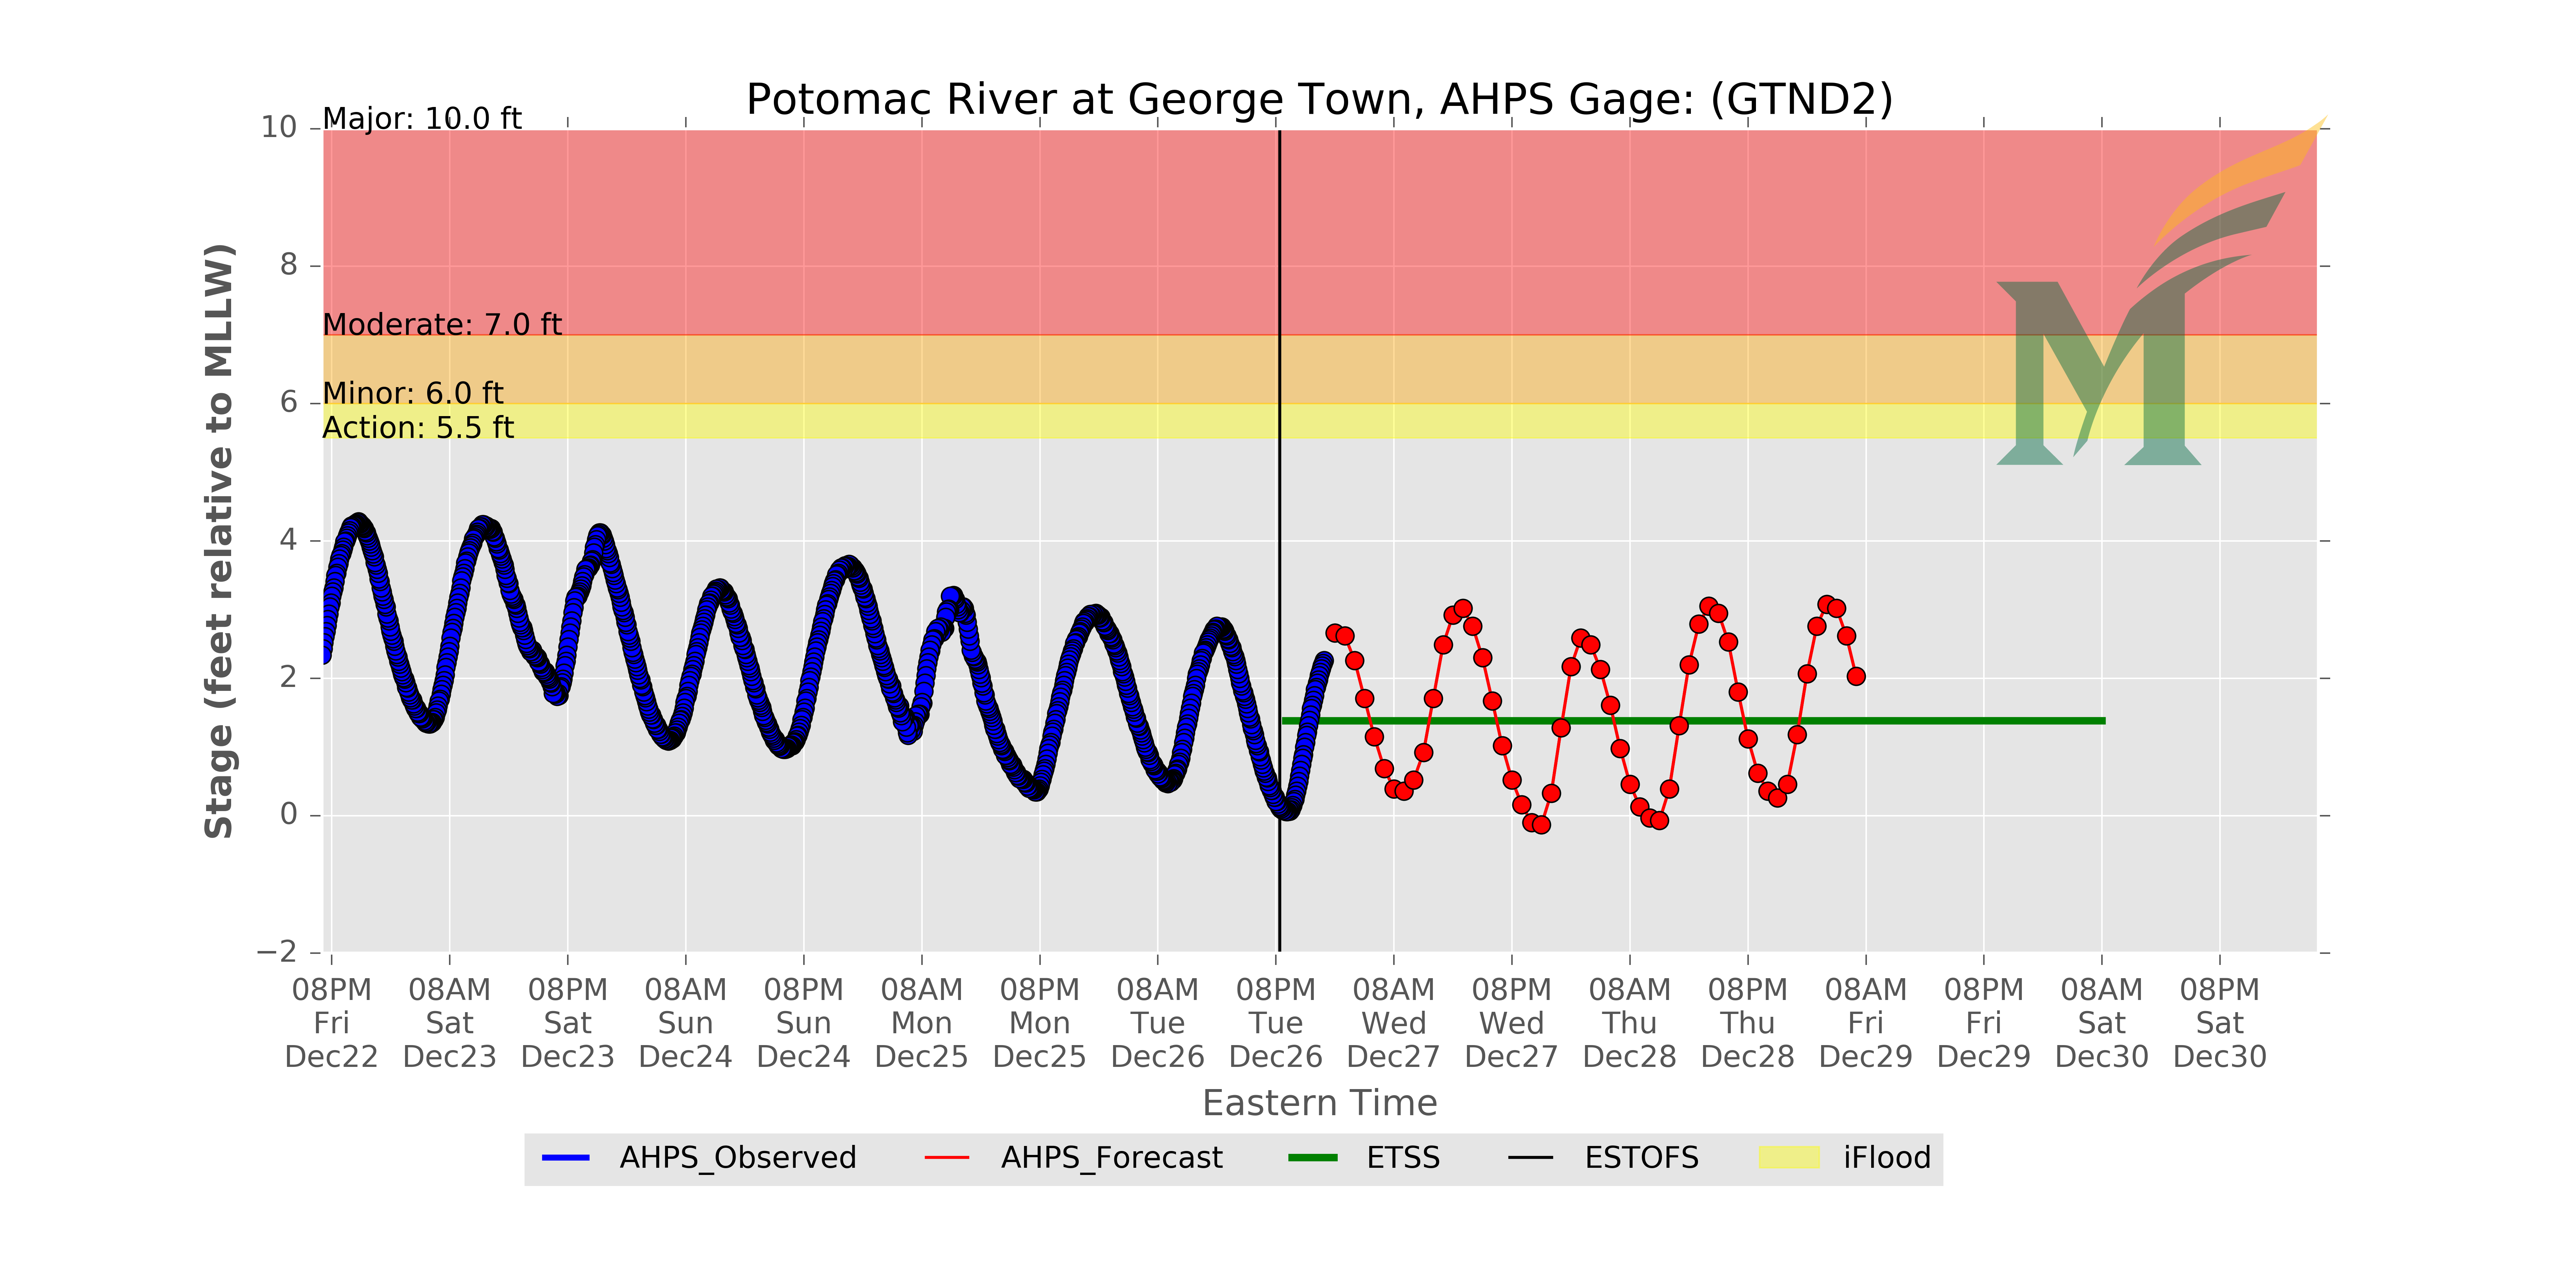 Potomac River at George Town, AHPS Gage: (GTND2)
Major: 10.0 ft
Moderate: 7.0 ft
Minor: 6.0 ft
Action: 5.5 ft
10
8
6
4
2
0
−2
Stage (feet relative to MLLW)
08PM 08AM 08PM 08AM 08PM 08AM 08PM 08AM 08PM 08AM 08PM 08AM 08PM 08AM 08PM 08AM 08PM
Fri Sat Sat Sun Sun Mon Mon Tue Tue Wed Wed Thu Thu Fri Fri Sat Sat
Dec22 Dec23 Dec23 Dec24 Dec24 Dec25 Dec25 Dec26 Dec26 Dec27 Dec27 Dec28 Dec28 Dec29 Dec29 Dec30 Dec30
Eastern Time
AHPS_Observed AHPS_Forecast ETSS ESTOFS iFlood
M